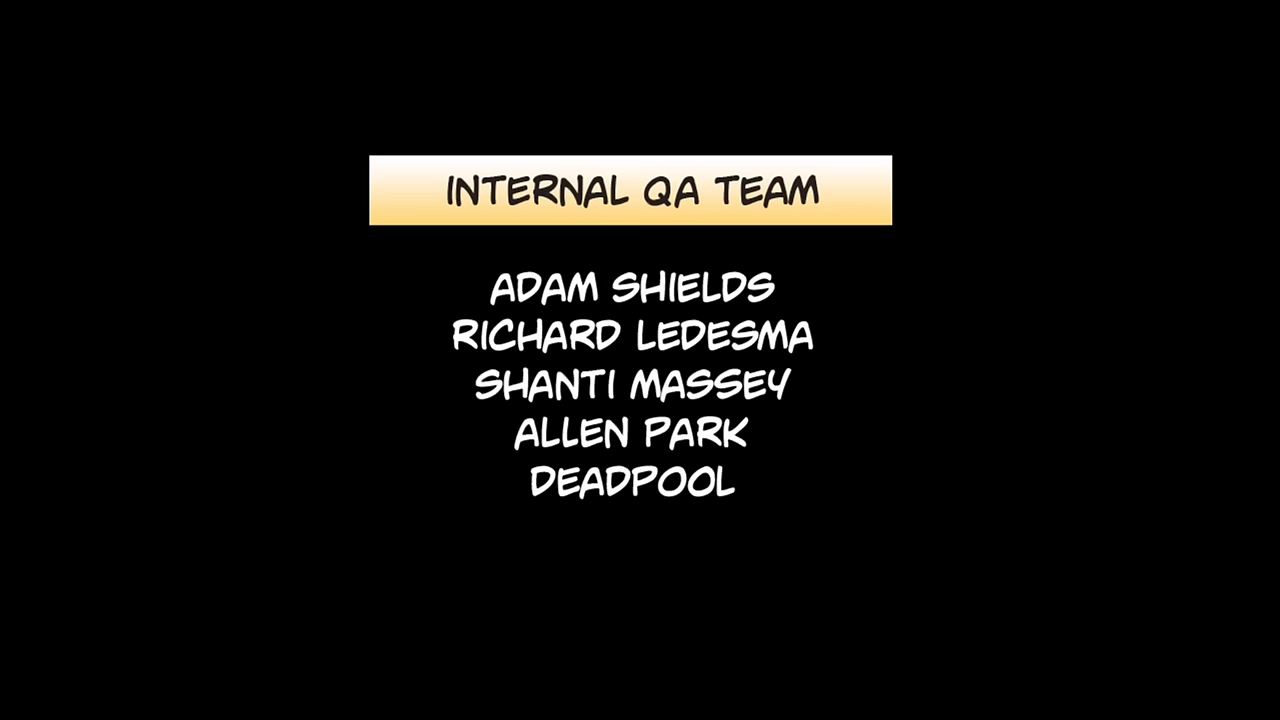 INTERNAL QA TEAM
ADAM SHIELDS
RICHARD LEDESMA
SHANTI MASSEY
ALLEN PARK
DEADPOOL